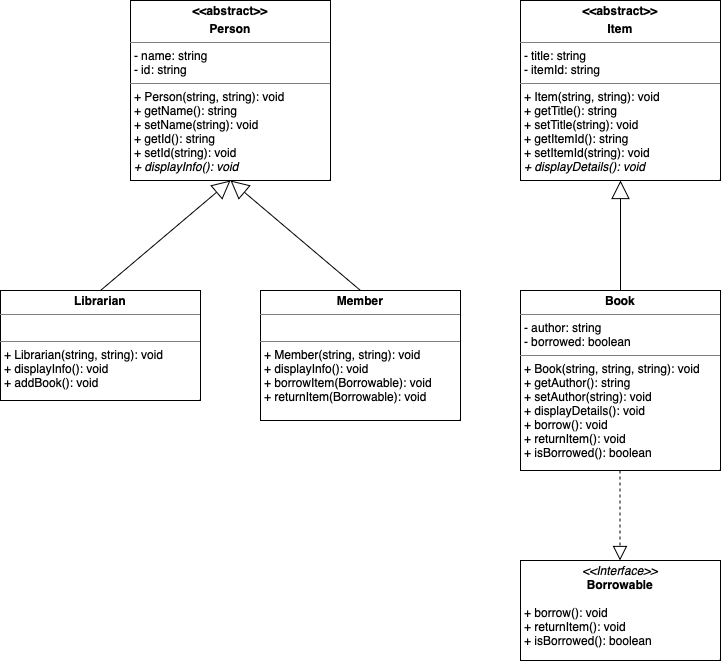 <<abstract>>
Person
- name: string
- id: string
+ Person(string, string): void
+ getName(): string
+ setName(string): void
+ getId(): string
+ setId(string): void
+ displayInfo(): void
<<abstract>>
Item
- title: string
- itemId: string
+ Item(string, string): void
+ getTitle(): string
+ setTitle(string): void
+ getItemId(): string
+ setItemId(string): void
+ displayDetails(): void
Librarian
+ Librarian(string, string): void
+ displayInfo(): void
+ addBook(): void
Member
+ Member(string, string): void
+ displayInfo(): void
+ borrowItem(Borrowable): void
+ returnItem(Borrowable): void
Book
- author: string
- borrowed: boolean
+ Book(string, string, string): void
+ getAuthor(): string
+ setAuthor(string): void
+ displayDetails(): void
+ borrow(): void
+ returnItem(): void
+ isBorrowed(): boolean
<<Interface>>
Borrowable
+ borrow(): void
+ returnItem(): void
+ isBorrowed(): boolean